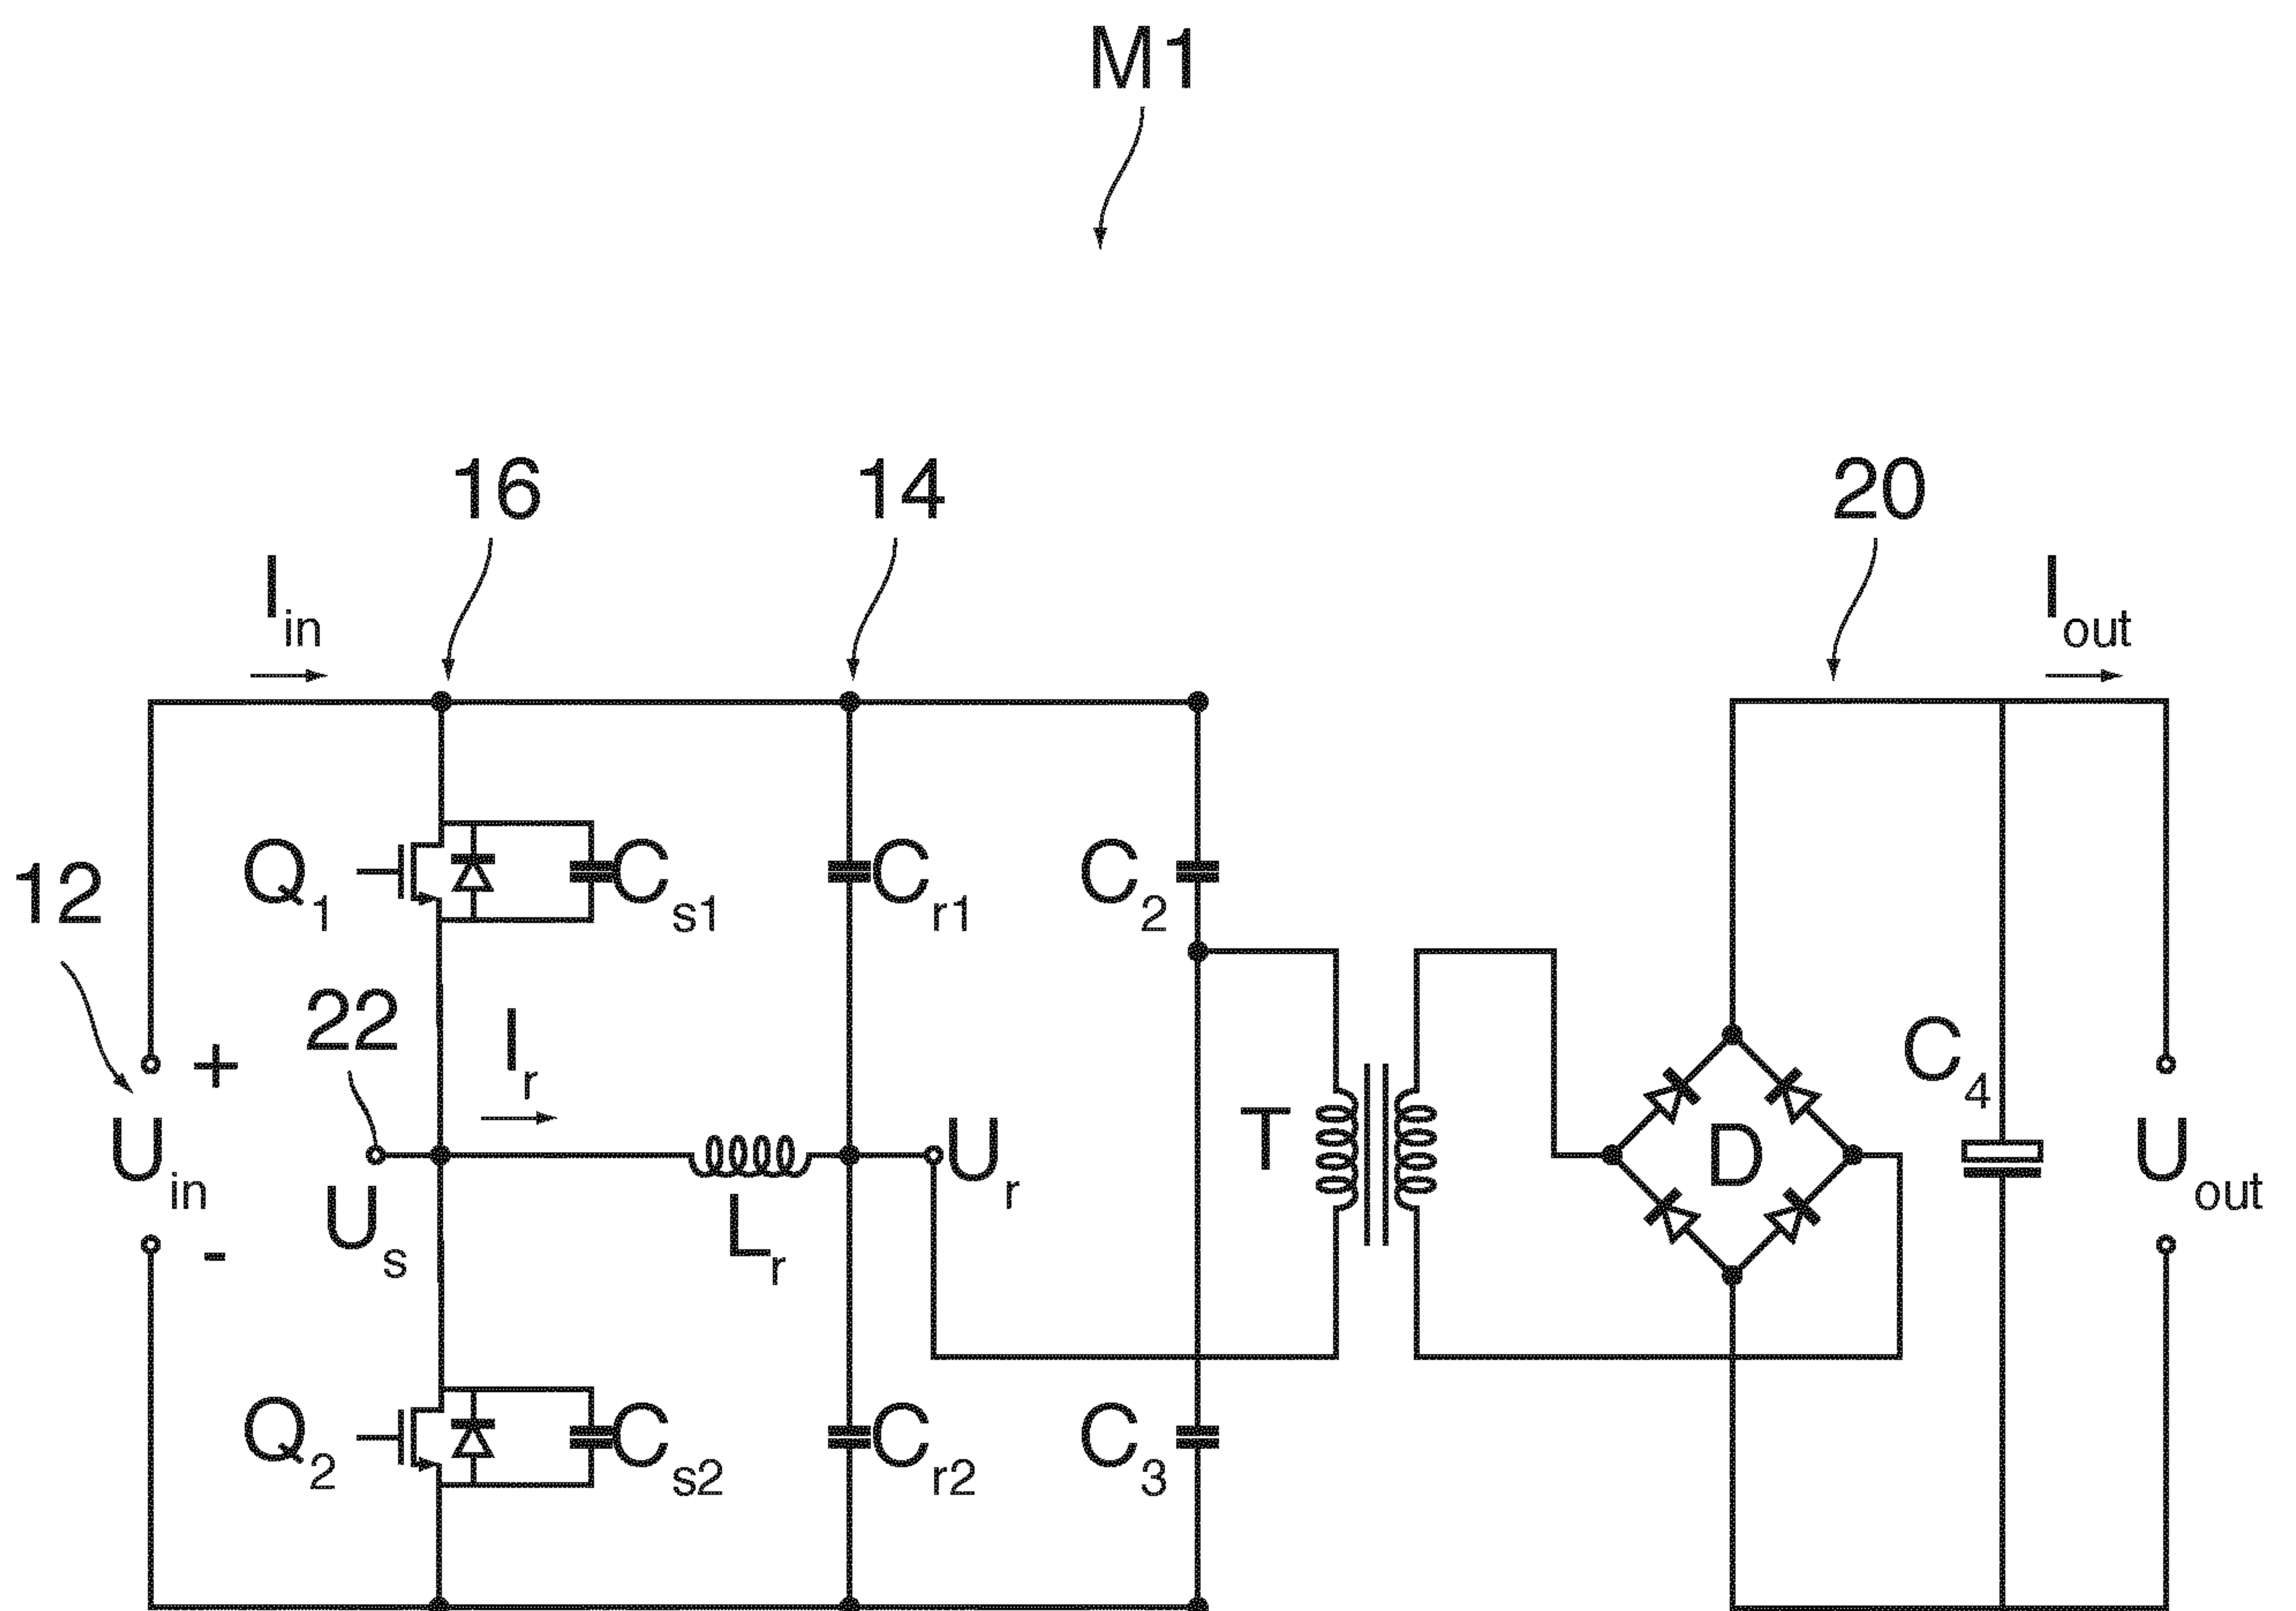 M1
16
14
20
I_in
I_out
Q_1
C_s1
C_r1
C_2
12
22
I_r
C_4
+
U_in
-
U_s
L_r
U_r
T
D
U_out
Q_2
C_s2
C_r2
C_3